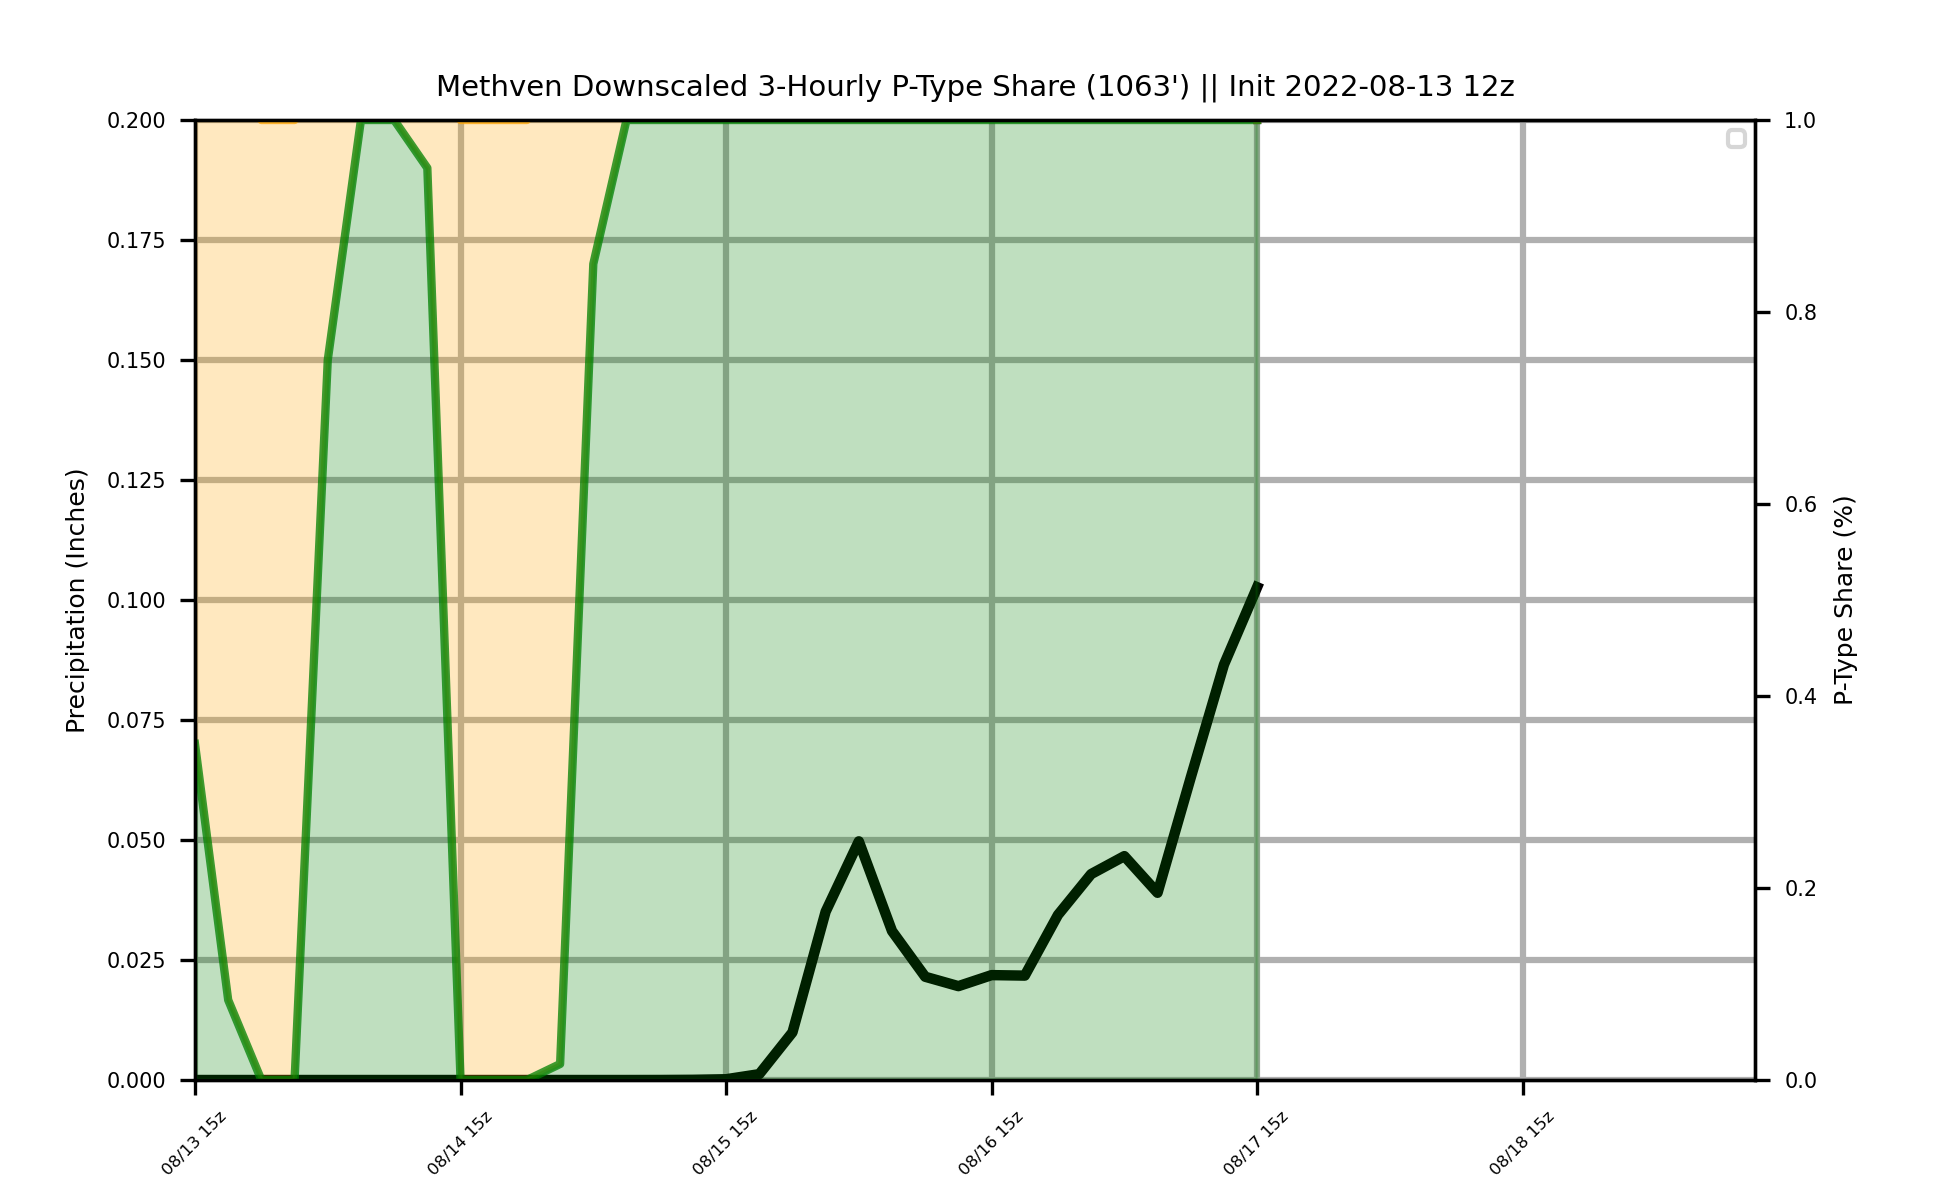 Methven Downscaled 3-Hourly P-Type Share (1063') || Init 2022-08-13 12z
Precipitation (Inches)
0.200
0.175
0.150
0.125
0.100
0.075
0.050
0.025
0.000
1.0
0.8
0.6
0.4
0.2
0.0
P-Type Share (%)
08/13 15z
08/14 15z
08/15 15z
08/16 15z
08/17 15z
08/18 15z